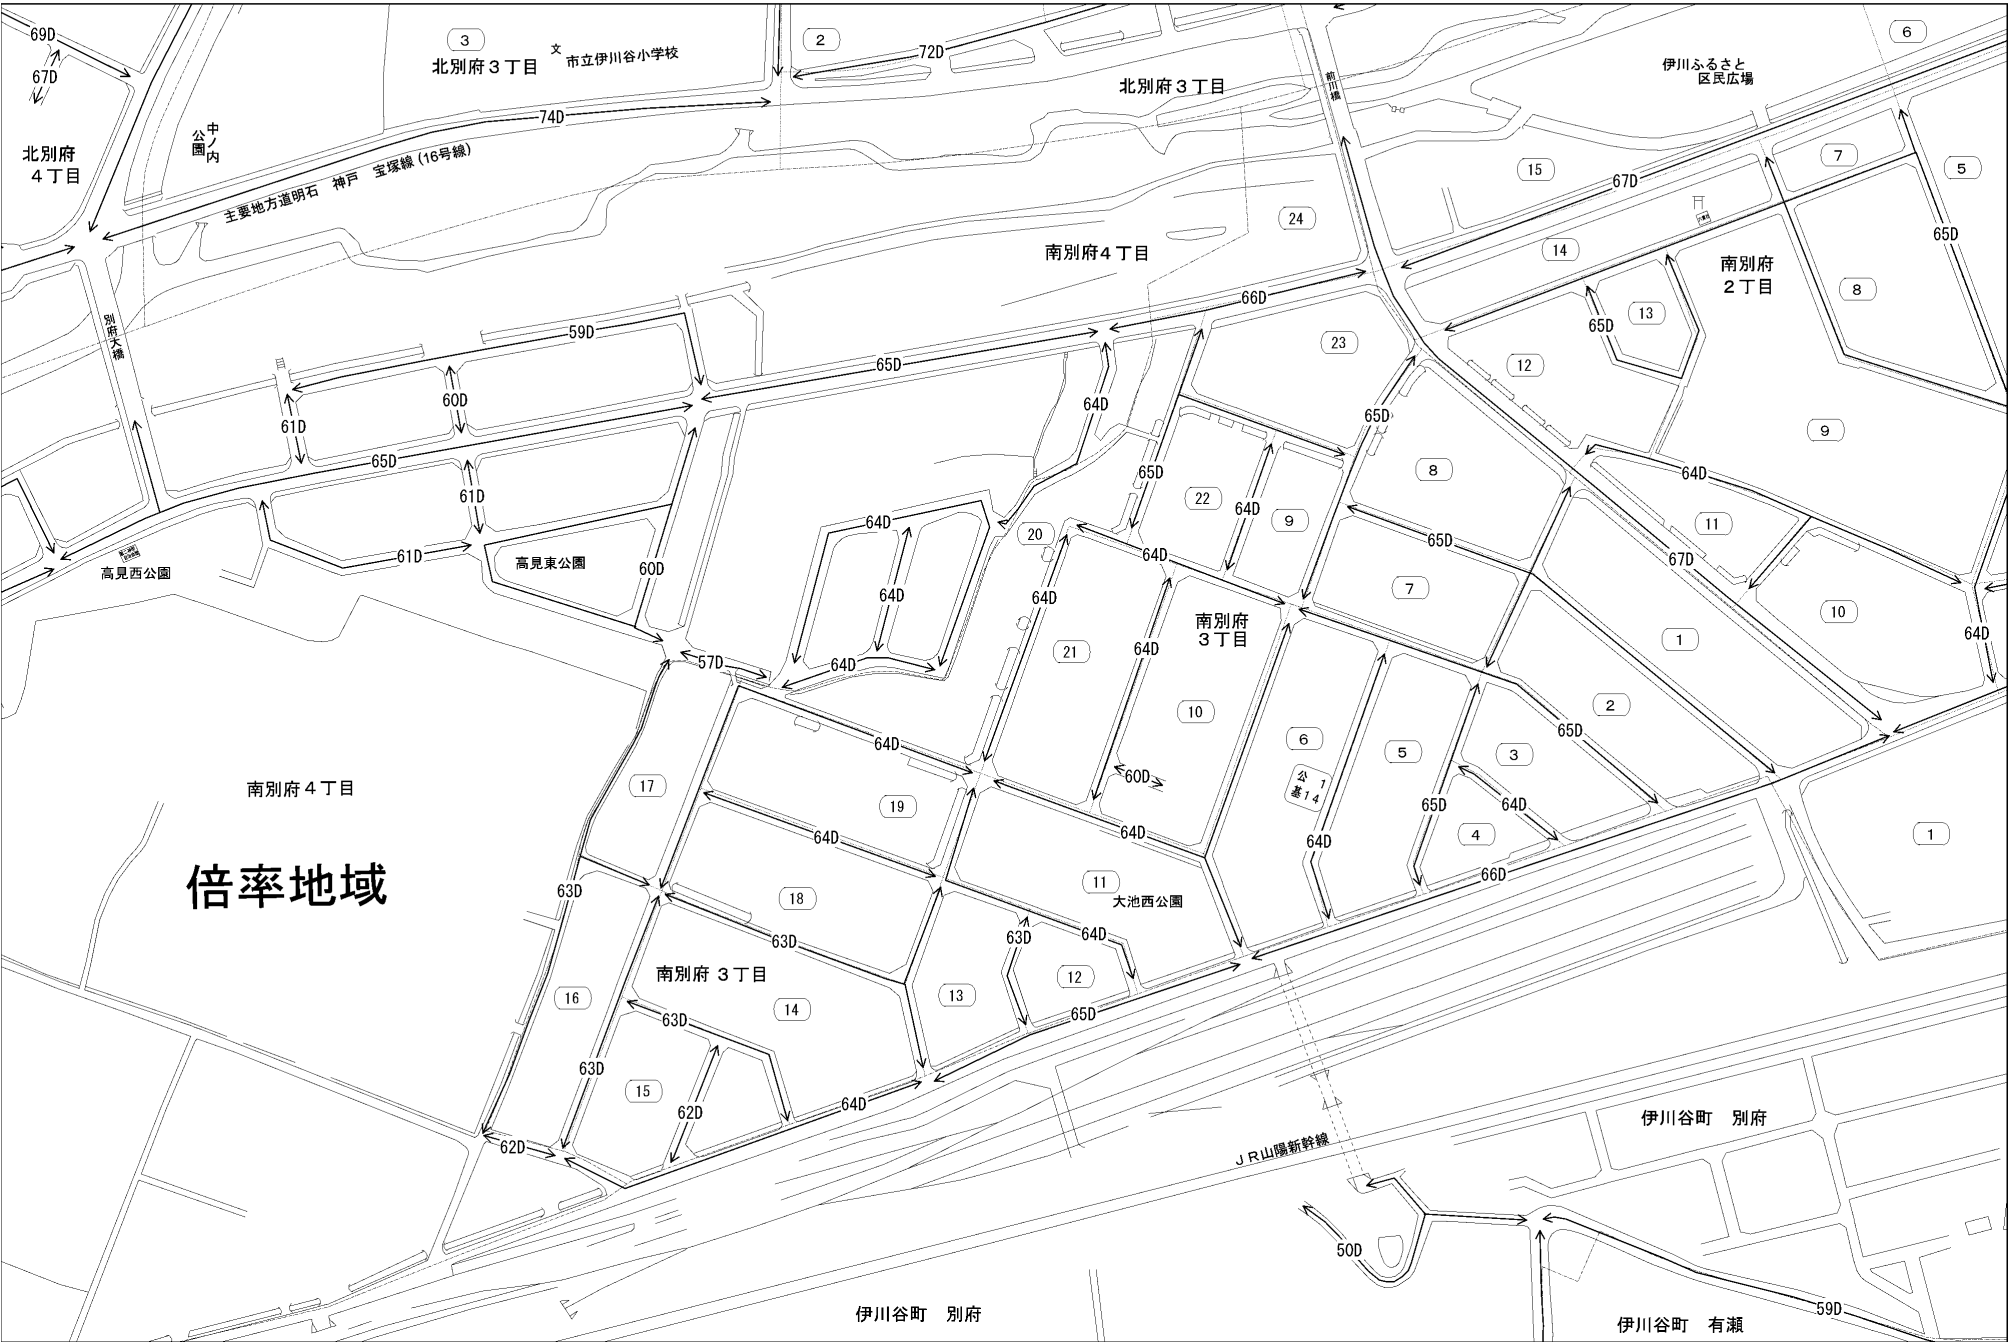 69D
67D
3
文
市立伊川谷小学校
北別府３丁目
2
72D
北別府３丁目
前川橋
伊川ふるさと
区民広場
6
74D
中ノ内
公園
北別府
４丁目
主要地方道明石　神戸　宝塚線（16号線）
15
67D
7
5
24
南別府４丁目
14
南別府
２丁目
65D
8
66D
別府大橋
59D
65D
23
65D
13
12
60D
61D
64D
65D
9
65D
61D
65D
22
64D
9
8
64D
11
64D
64D
20
64D
65D
67D
高見西公園
61D
高見東公園
60D
64D
64D
7
10
64D
南別府
３丁目
1
57D
64D
21
64D
10
6
5
65D
2
3
64D
60D
公　1
基14
南別府４丁目
17
19
64D
64D
64D
65D
64D
4
1
倍率地域
63D
18
11
大池西公園
66D
63D
63D
64D
南別府３丁目
12
16
14
13
63D
65D
63D
15
62D
64D
62D
伊川谷町　別府
ＪＲ山陽新幹線
50D
伊川谷町　別府
59D
伊川谷町　有瀬